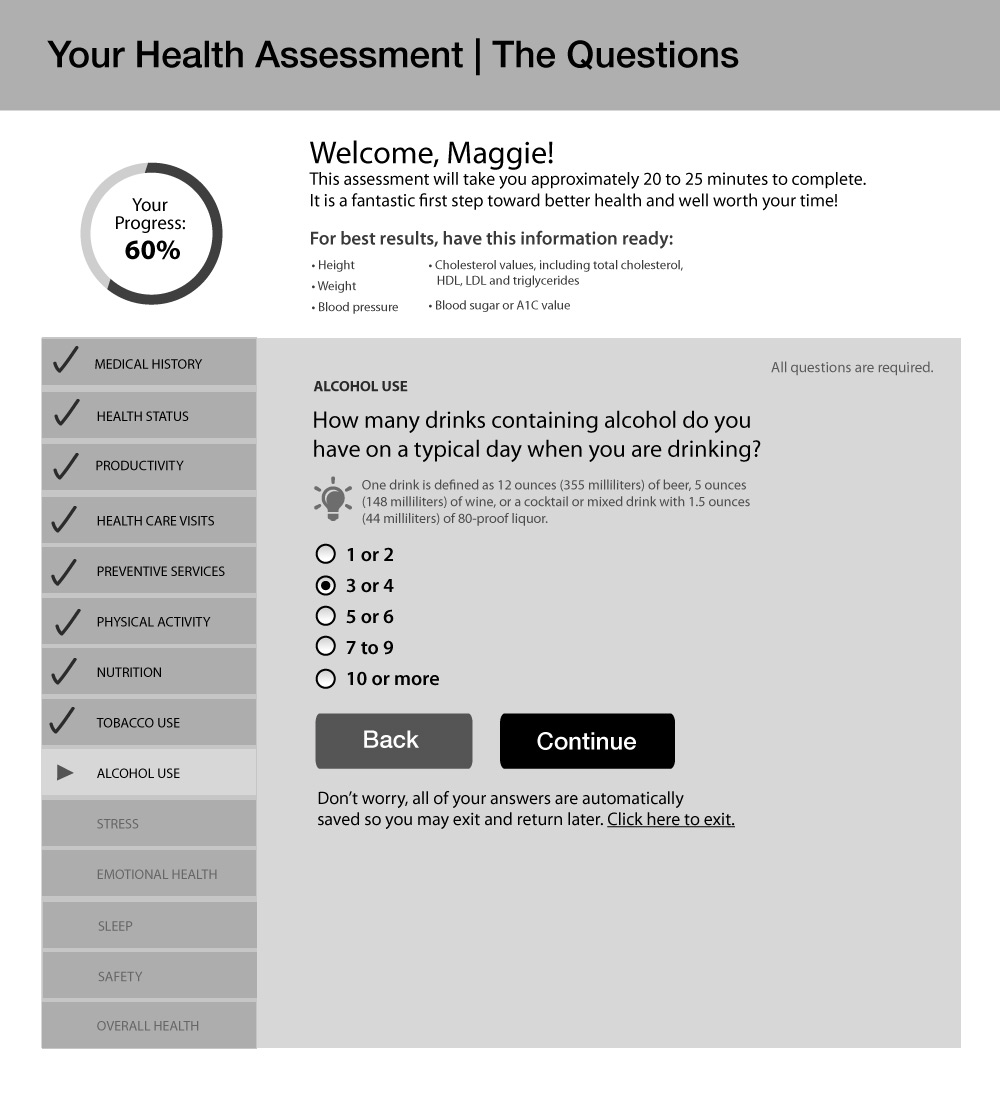 Your Health Assessment | The Questions
Your
Progress:
60%
Welcome, Maggie!
This assessment will take you approximately 20 to 25 minutes to complete.
It is a fantastic first step toward better health and well worth your time!
For best results, have this information ready:
• Height
• Weight
• Blood pressure
• Cholesterol values, including total cholesterol,
HDL, LDL and triglycerides
• Blood sugar or A1C value
MEDICAL HISTORY
HEALTH STATUS
PRODUCTIVITY
HEALTH CARE VISITS
PREVENTIVE SERVICES
PHYSICAL ACTIVITY
NUTRITION
TOBACCO USE
ALCOHOL USE
STRESS
EMOTIONAL HEALTH
SLEEP
SAFETY
OVERALL HEALTH
All questions are required.
ALCOHOL USE
How many drinks containing alcohol do you
have on a typical day when you are drinking?
One drink is defined as 12 ounces (355 milliliters) of beer, 5 ounces
(148 milliliters) of wine, or a cocktail or mixed drink with 1.5 ounces
(44 milliliters) of 80-proof liquor.
1 or 2
3 or 4
5 or 6
7 to 9
10 or more
Back
Continue
Don’t worry, all of your answers are automatically
saved so you may exit and return later. Click here to exit.